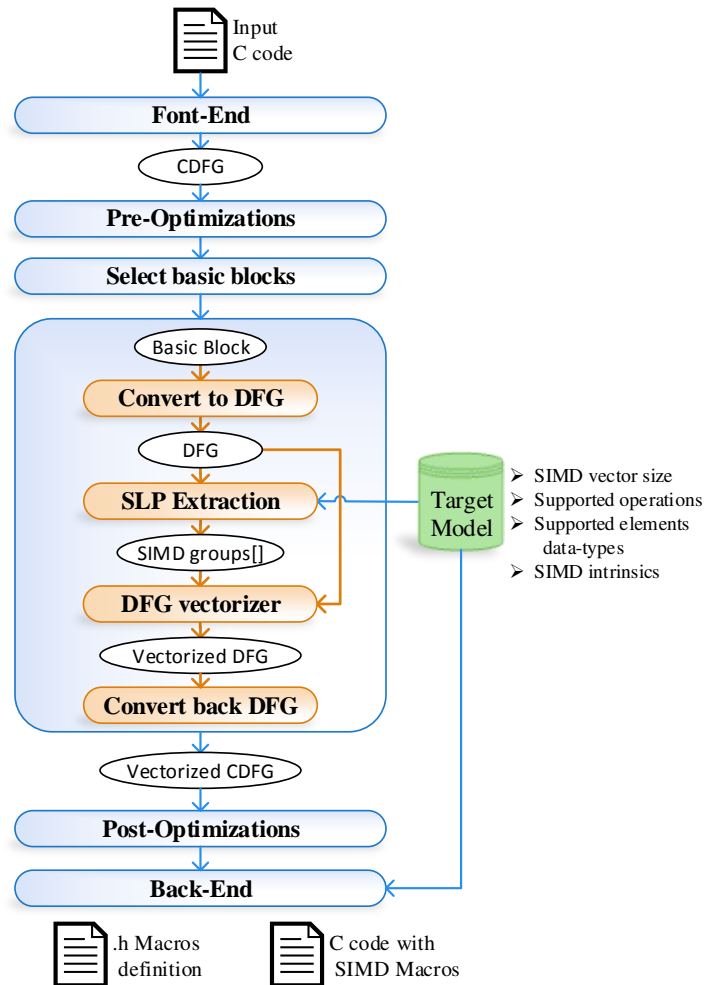 Input
C code
Font-End
CDFG
Pre-Optimizations
Select basic blocks
Basic Block
Convert to DFG
DFG
SLP Extraction
SIMD groups[]
DFG vectorizer
Vectorized DFG
Convert back DFG
Target
Model
➢ SIMD vector size
➢ Supported operations
➢ Supported elements
data-types
➢ SIMD intrinsics
Vectorized CDFG
Post-Optimizations
Back-End
.h Macros
definition
C code with
SIMD Macros